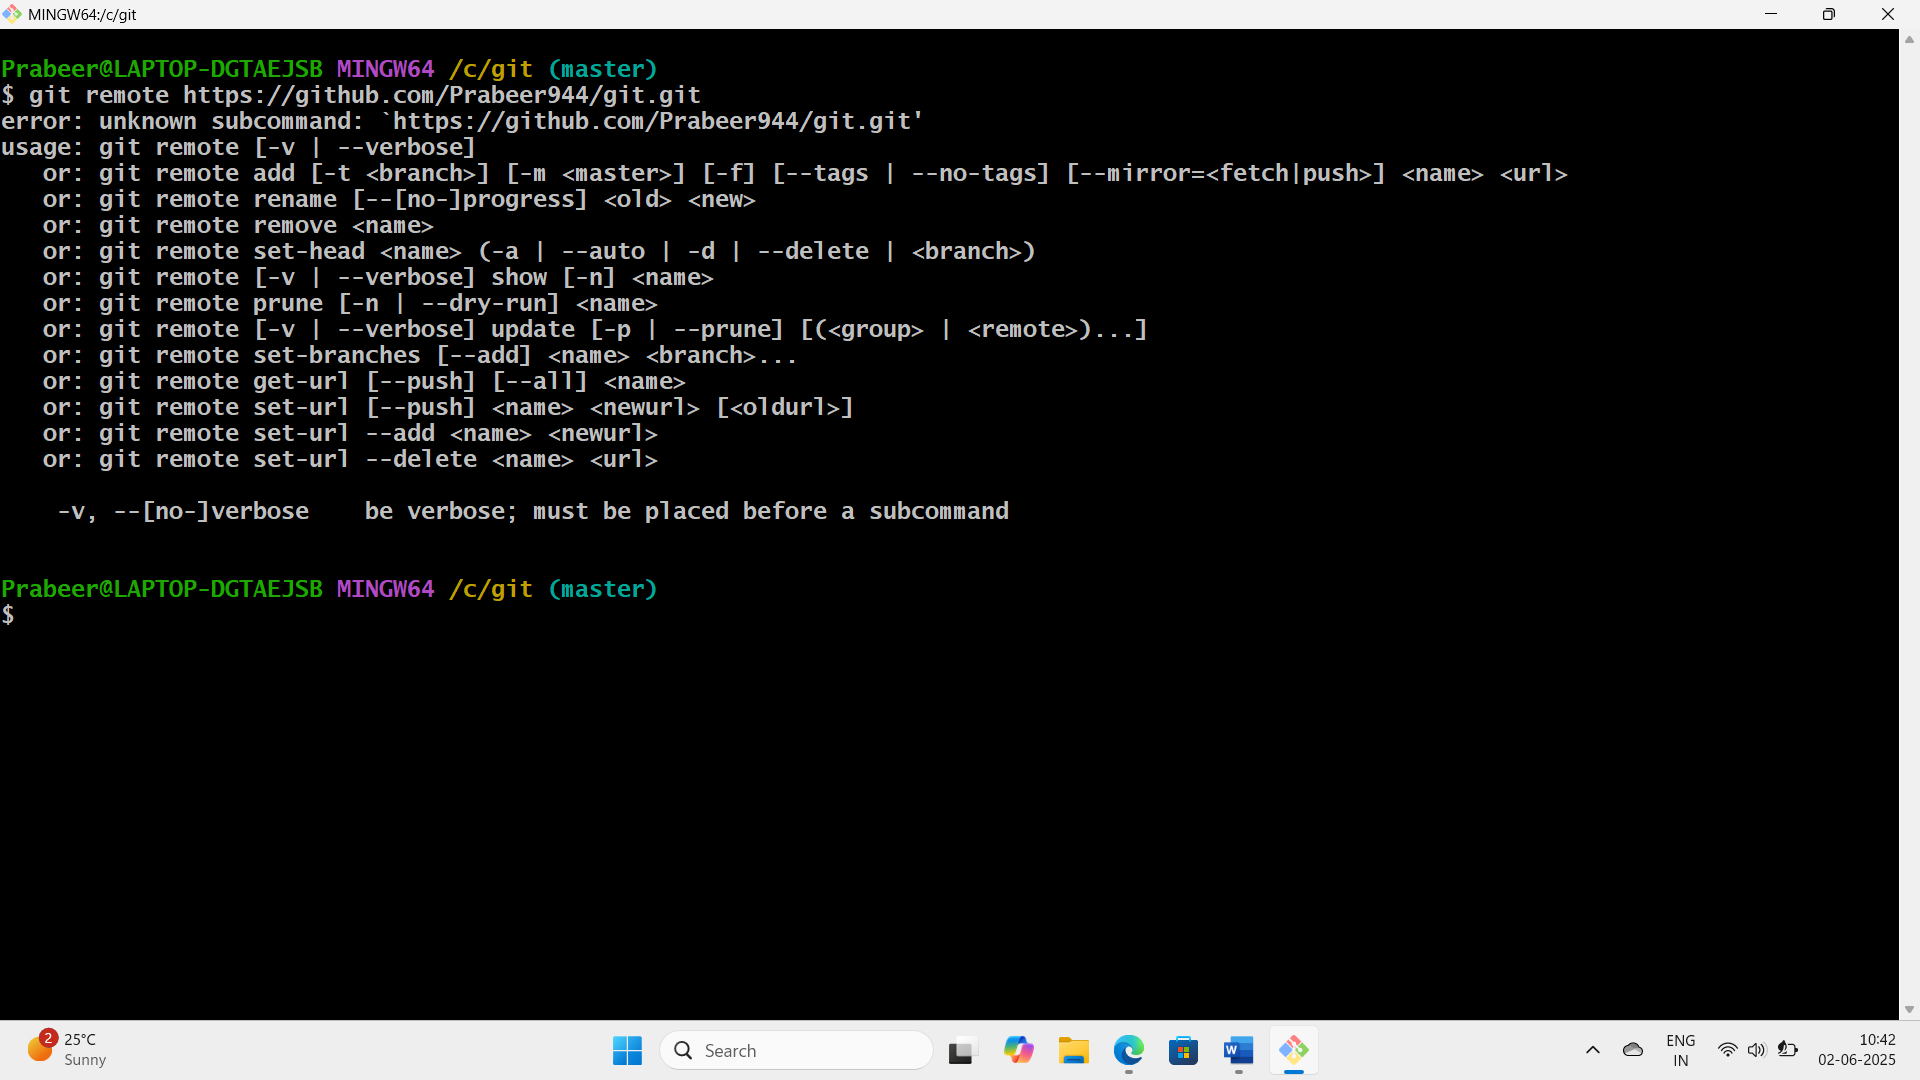 MINGW64:/c/git
Prabeer@LAPTOP-DGTAEJSB MINGW64 /c/git (master)
$ git remote https://github.com/Prabeer944/git.git
error: unknown subcommand: `https://github.com/Prabeer944/git.git'
usage: git remote [-v | --verbose]
   or: git remote add [-t <branch>] [-m <master>] [-f] [--tags | --no-tags] [--mirror=<fetch|push>] <name> <url>
   or: git remote rename [--[no-]progress] <old> <new>
   or: git remote remove <name>
   or: git remote set-head <name> (-a | --auto | -d | --delete | <branch>)
   or: git remote [-v | --verbose] show [-n] <name>
   or: git remote prune [-n | --dry-run] <name>
   or: git remote [-v | --verbose] update [-p | --prune] [(<group> | <remote>)...]
   or: git remote set-branches [--add] <name> <branch>...
   or: git remote get-url [--push] [--all] <name>
   or: git remote set-url [--push] <name> <newurl> [<oldurl>]
   or: git remote set-url --add <name> <newurl>
   or: git remote set-url --delete <name> <url>
    -v, --[no-]verbose    be verbose; must be placed before a subcommand
Prabeer@LAPTOP-DGTAEJSB MINGW64 /c/git (master)
$
2
25°C
Sunny
Search
W
ENG
IN
10:42
02-06-2025